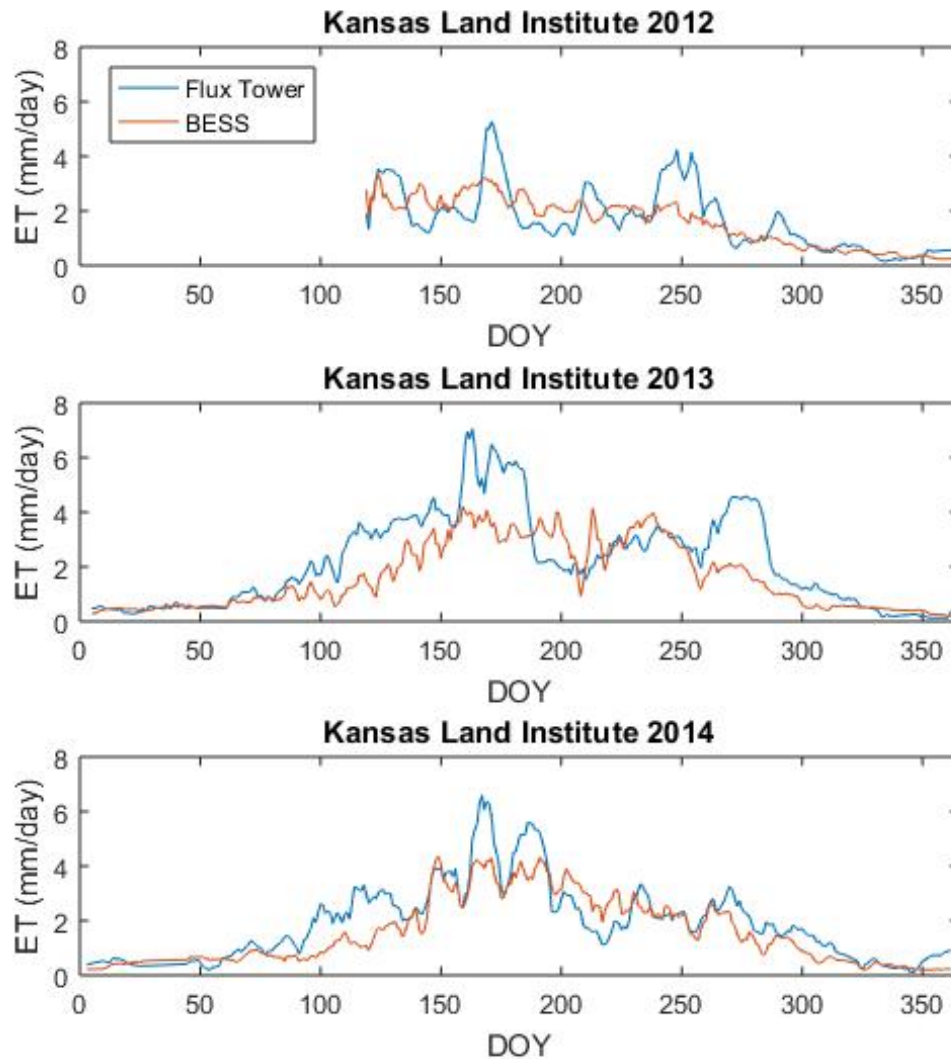 Kansas Land Institute 2012
8
6
4
2
0
ET (mm/day)
Flux Tower
BESS
0 50 100 150 200 250 300 350
DOY
Kansas Land Institute 2013
8
6
4
2
0
ET (mm/day)
0 50 100 150 200 250 300 350
DOY
Kansas Land Institute 2014
8
6
4
2
0
ET (mm/day)
0 50 100 150 200 250 300 350
DOY